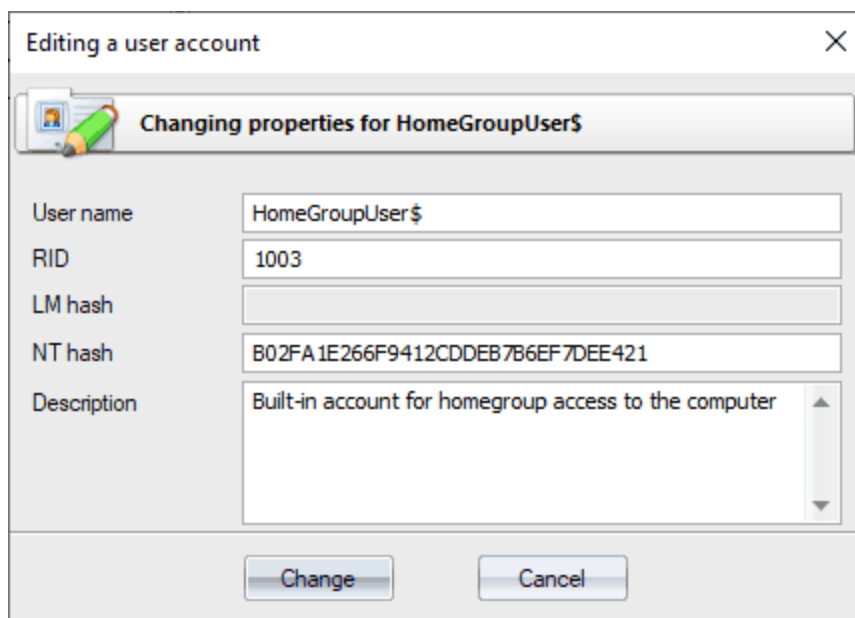 Editing a user account
Changing properties for HomeGroupUser$
User name HomeGroupUser$
RID 1003
LM hash
NT hash B02FA1E266F9412CDDEB7B6EF7DEE421
Description Built-in account for homegroup access to the computer
Change Cancel